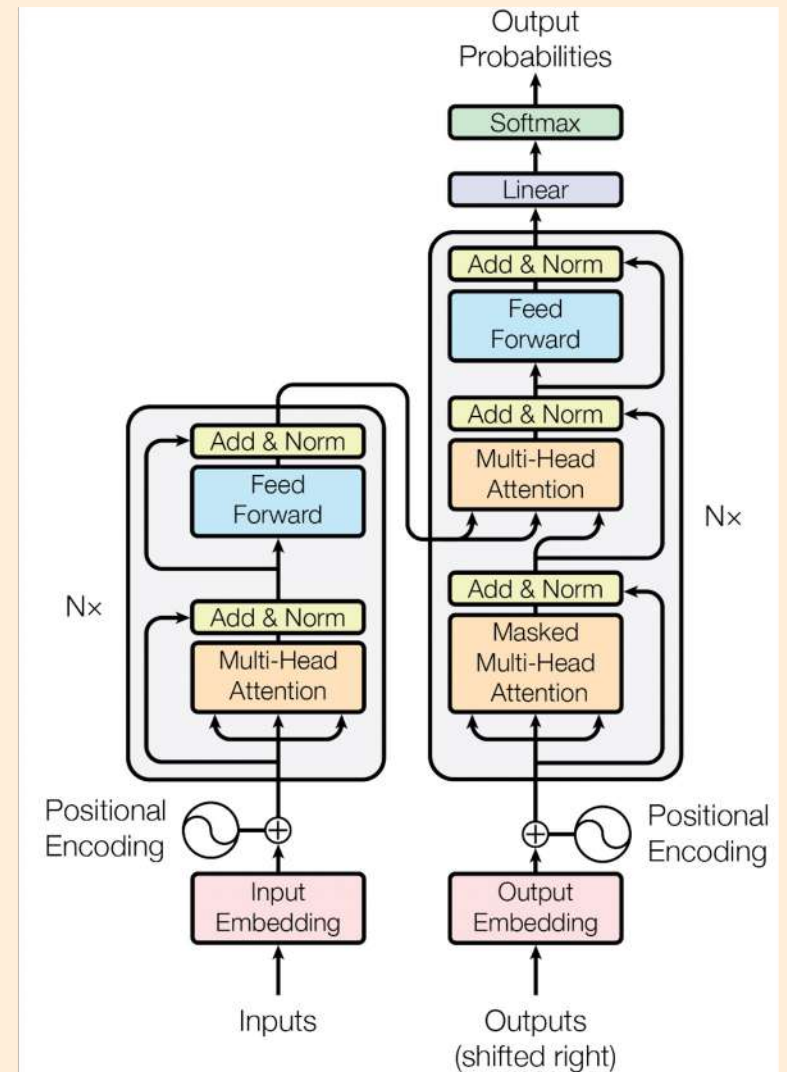 Output
Probabilities
Softmax
Linear
Add & Norm
Feed
Forward
Add & Norm
Multi-Head
Attention
Add & Norm
Masked
Multi-Head
Attention
Nx
Add & Norm
Feed
Forward
Add & Norm
Multi-Head
Attention
Nx
Positional
Encoding
Positional
Encoding
Input
Embedding
Output
Embedding
Inputs
Outputs
(shifted right)